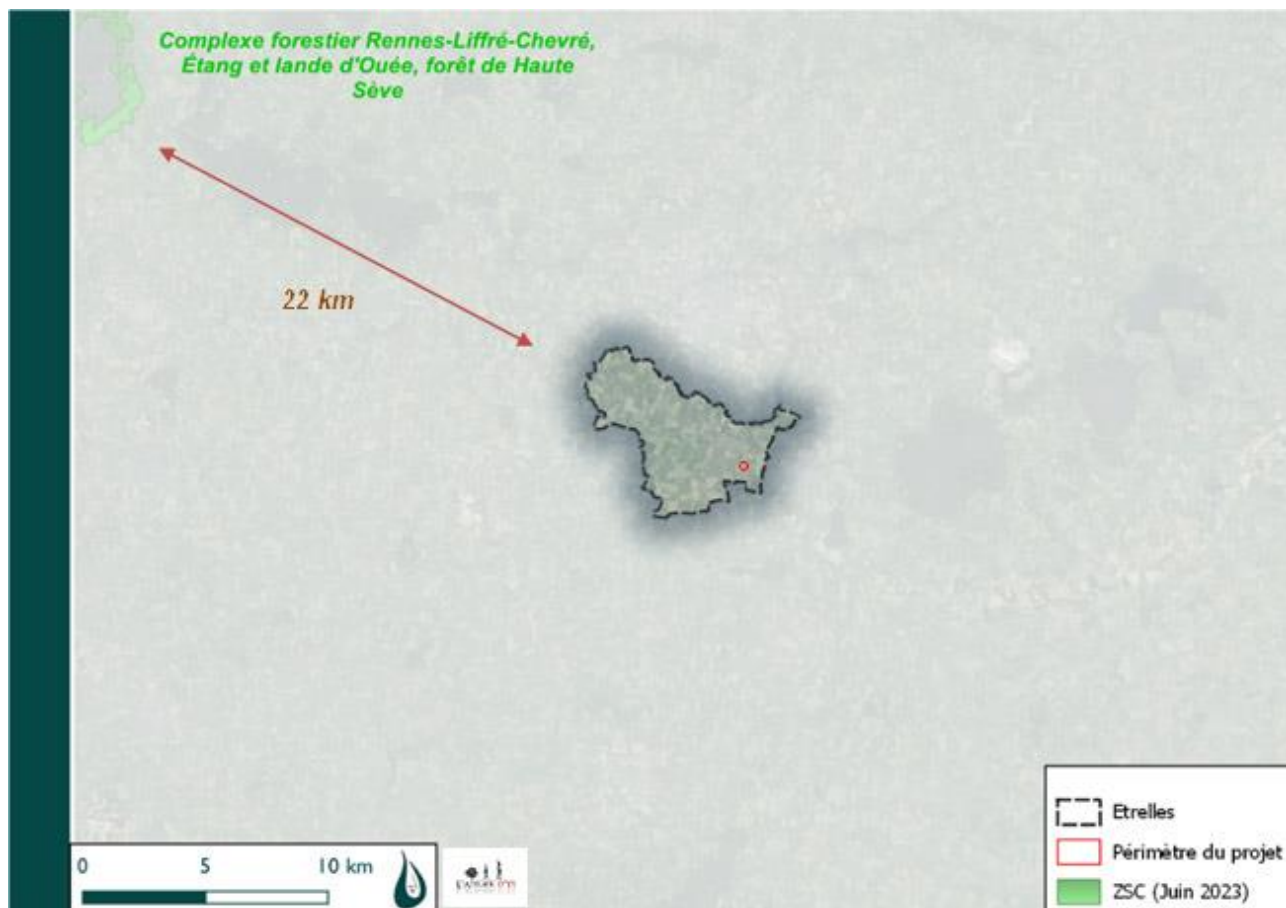 Complexe forestier Rennes-Liffré-Chevré,
Étang et lande d'Ouée, forêt de Haute
Sève
22 km
0 5 10 km
Etrelles
Périmètre du projet
ZSC (Juin 2023)